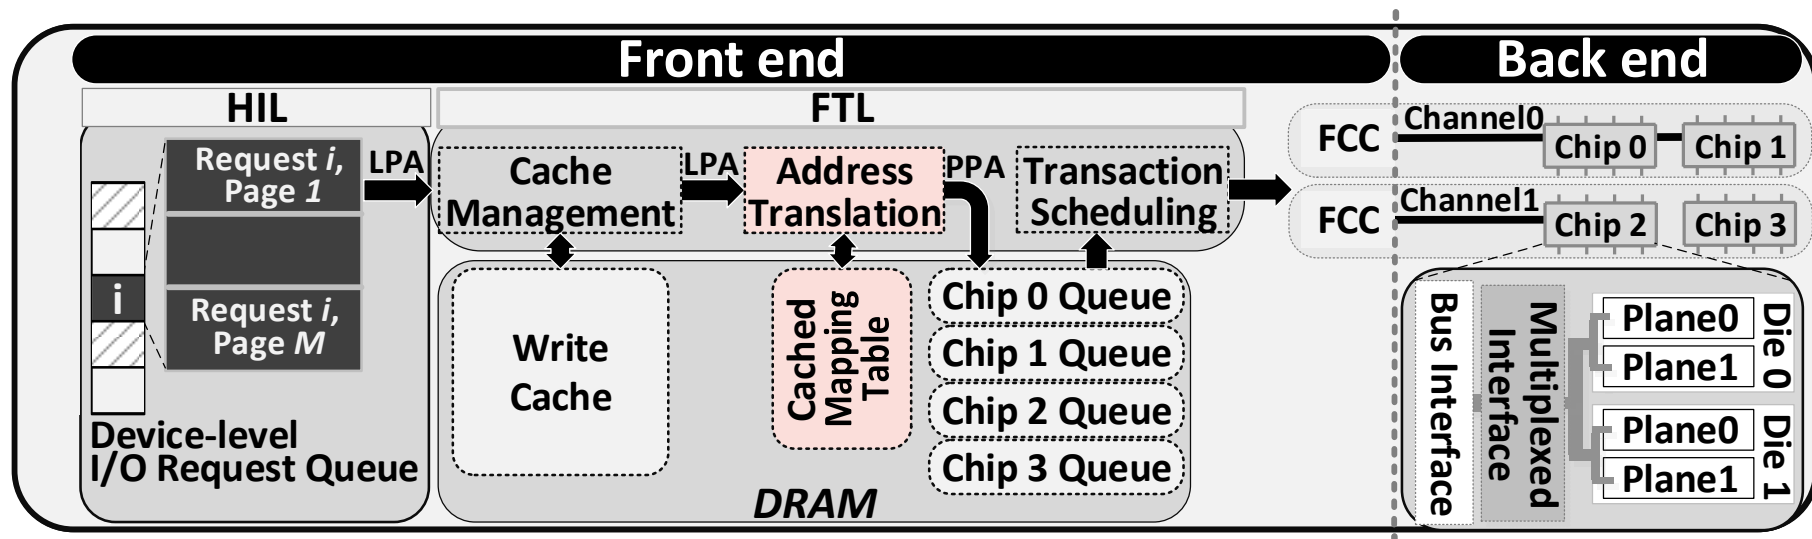 Front end
Back end
HIL
FTL
Request i,
Page 1
i
Request i,
Page M
Device-level
I/O Request Queue
LPA
Cache
Management
LPA
Address
Translation
PPA
Transaction
Scheduling
Write
Cache
Cached
Mapping
Table
Chip 0 Queue
Chip 1 Queue
Chip 2 Queue
Chip 3 Queue
DRAM
FCC
Channel0
Chip 0
Chip 1
FCC
Channel1
Chip 2
Chip 3
Bus Interface
Multiplexed
Interface
Plane0
Plane1
Die 0
Plane0
Plane1
Die 1